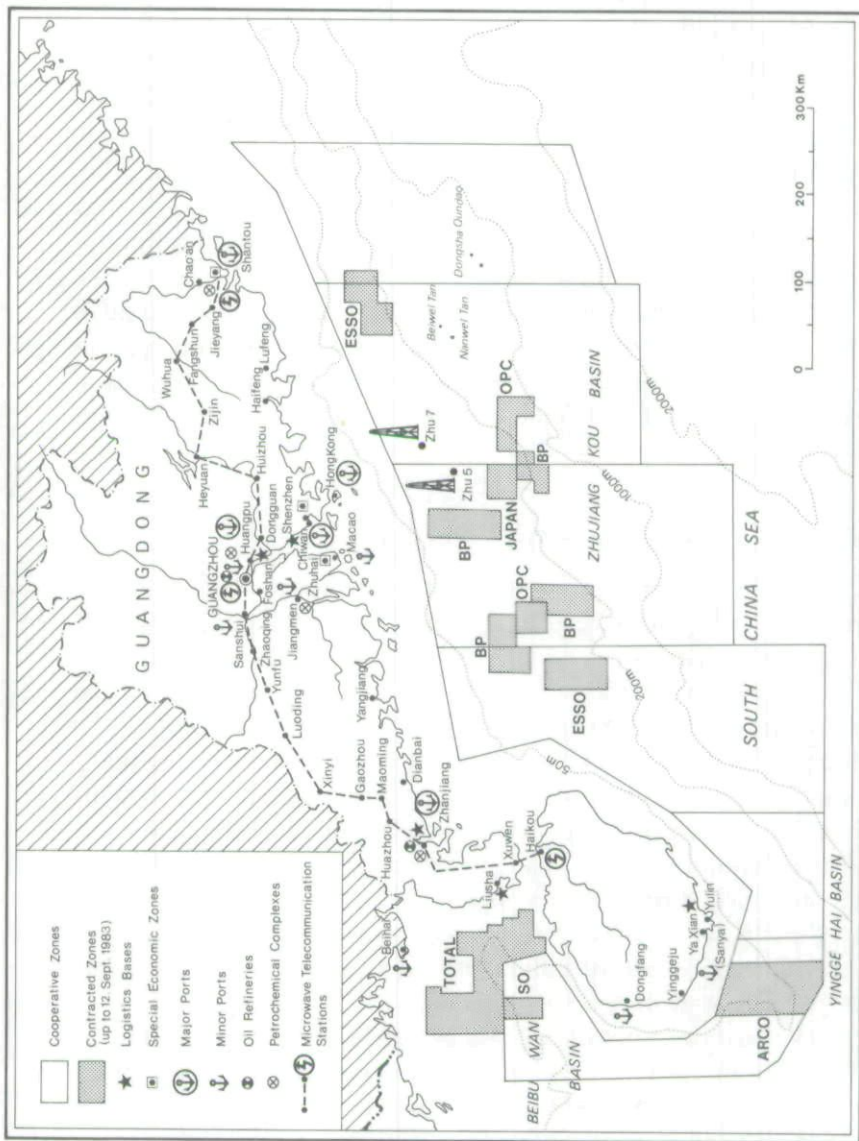 Cooperative Zones
Contracted Zones
(up to 12 Sept. 1983)
Logistics Bases
Special Economic Zones
Major Ports
Minor Ports
Oil Refineries
Petrochemical Complexes
Microwave Telecommunication
Stations
GUANGDONG
Chao'an
Shantou
Jieyang
Fangshun
Wuhua
Zijin
Lufeng
Haifeng
Heyuan
Huizhou
Huangpu
Dongguan
Shenzhen
HongKong
GUANGZHOU
Chiwan
Macao
Zhuhai
Foshan
Sanshui
Zhaoqing
Jiangmen
Yunfu
Luoding
Yangjiang
Xinyi
Gaozhou
Maoming
Dianbai
Zhanjiang
Huazhou
Beihai
Liusha
Xuwen
Haikou
Dongfang
Yinggeju
Ya Xian
(Sanya)
Yulin
ESSO
Beiwei Tan
Nanwei Tan
Dongsha Qundao
Zhu 7
OPC
BP
Zhu 5
BP
JAPAN
OPC
BP
BP
ESSO
TOTAL
SO
ARCO
ZHUJIANG KOU BASIN
BEIBU WAN
BASIN
YINGGE HAI BASIN
SOUTH CHINA SEA
50m
200m
1000m
2000m
0 100 200 300 Km